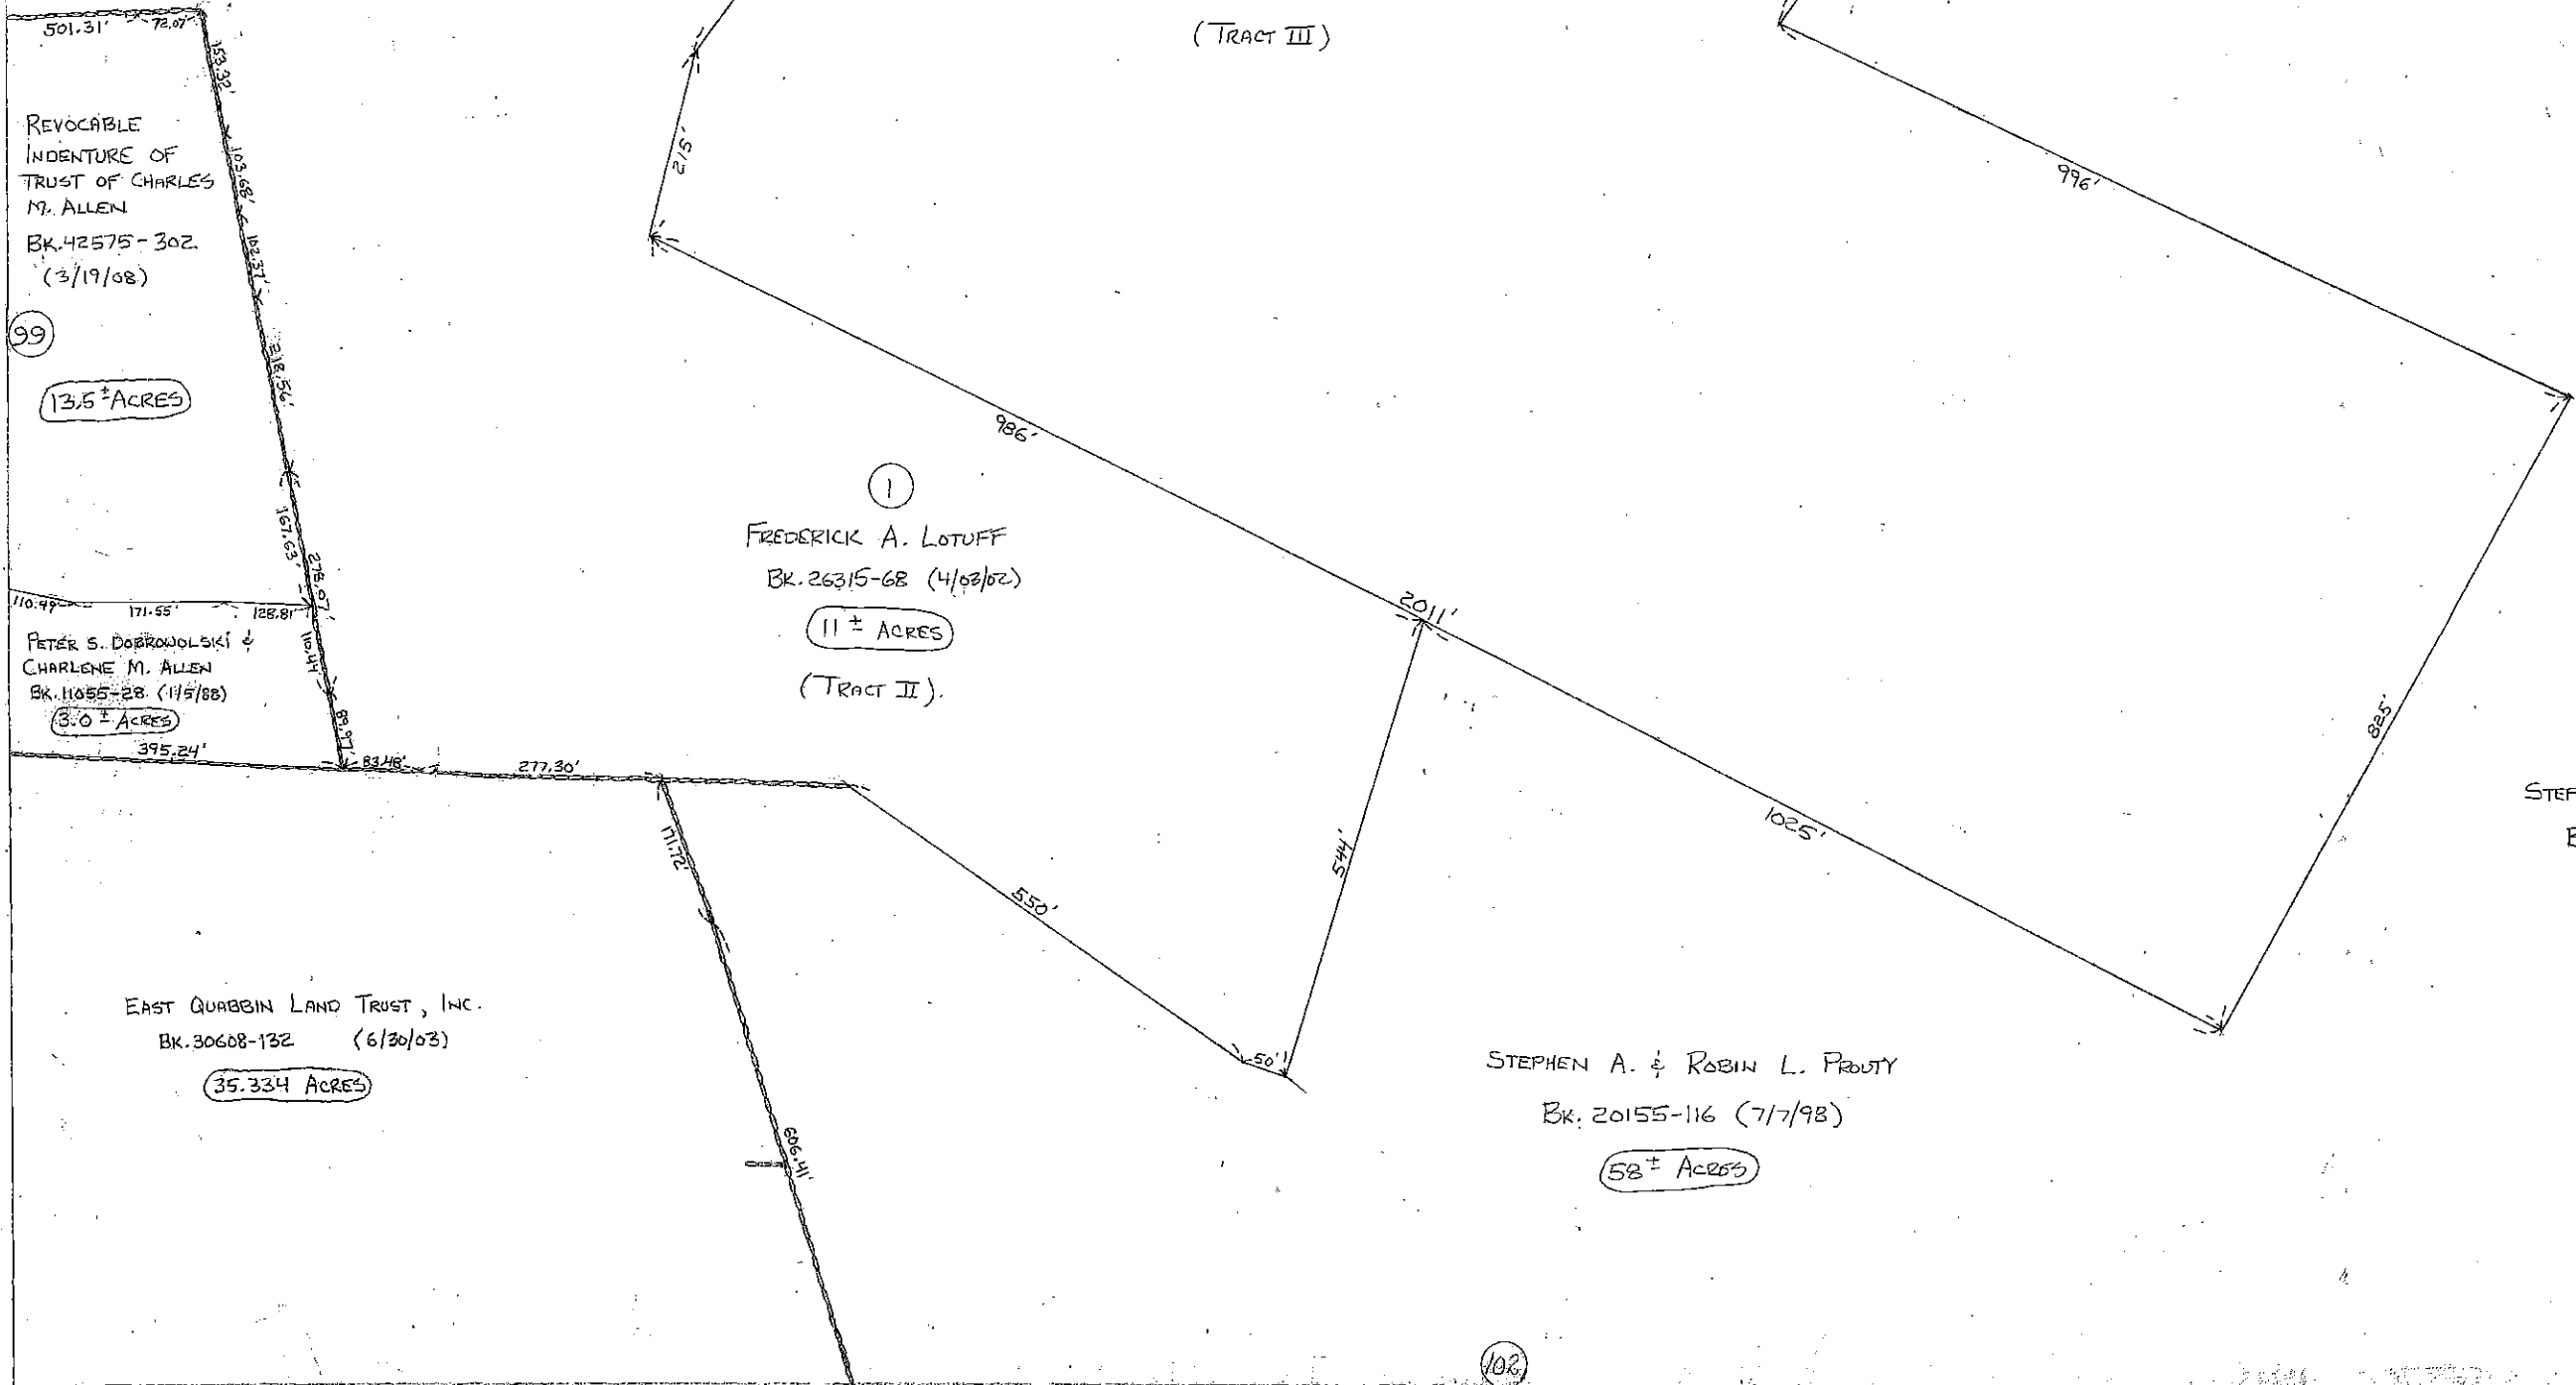 (TRACT III)
501.31'
72.07'
153.32'
REVOCABLE
INDENTURE OF
TRUST OF CHARLES
M. ALLEN
BK. 42575-302
(3/19/08)
103.68'
102.37'
99
218.56'
13.5± ACRES
167.63'
278.07'
110.49
171.55'
128.81'
PETER S. DOBROWOLSKI &
CHARLENE M. ALLEN
BK. 11055-28 (1/5/88)
3.0± ACRES
110.44'
89.97'
395.24'
83.48'
277.30'
215'
996'
986'
1
FREDERICK A. LOTUFF
BK. 26315-68 (4/03/02)
11± ACRES
(TRACT II).
2011'
825'
544'
1025'
STEF
171.72'
550'
50'
EAST QUABBIN LAND TRUST, INC.
BK. 30608-132 (6/30/03)
35.334 ACRES
606.41'
STEPHEN A. & ROBIN L. PROUTY
BK. 20155-116 (7/7/98)
58± ACRES
102